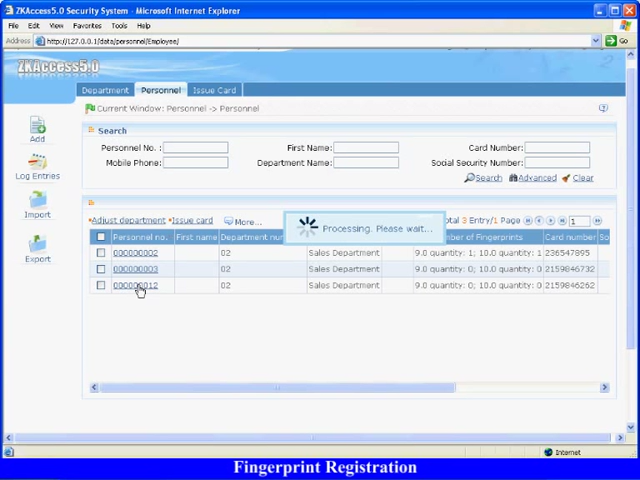 ZKAccess5.0 Security System - Microsoft Internet Explorer
File Edit View Favorites Tools Help
Address http://127.0.0.1/data/personnel/Employee/ Go
ZKAccess5.0
Department Personnel Issue Card
Current Window: Personnel -> Personnel
Add
Log Entries
Import
Export
Search
Personnel No. : First Name: Card Number:
Mobile Phone: Department Name: Social Security Number:
Search Advanced Clear
Adjust department Issue card More... Processing. Please wait... tal 3 Entry/1 Page 1
Personnel no. First name Department nu of Fingerprints Card number So
000000002 02 Sales Department 9.0 quantity: 1; 10.0 quantity: 1 236547895
000000003 02 Sales Department 9.0 quantity: 0; 10.0 quantity: 0 2159846732
000000012 02 Sales Department 9.0 quantity: 0; 10.0 quantity: 0 2159846262
Internet
Fingerprint Registration